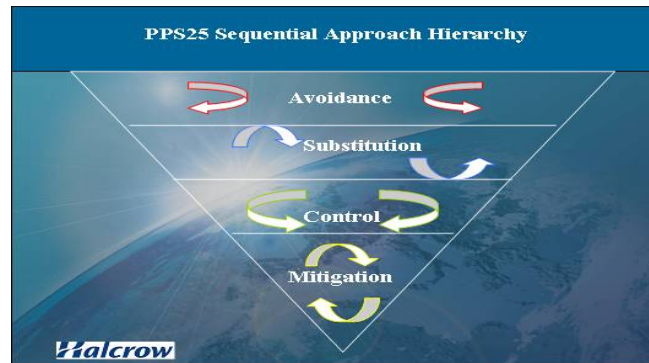 PPS25 Sequential Approach Hierarchy
Avoidance
Substitution
Control
Mitigation
Halcrow